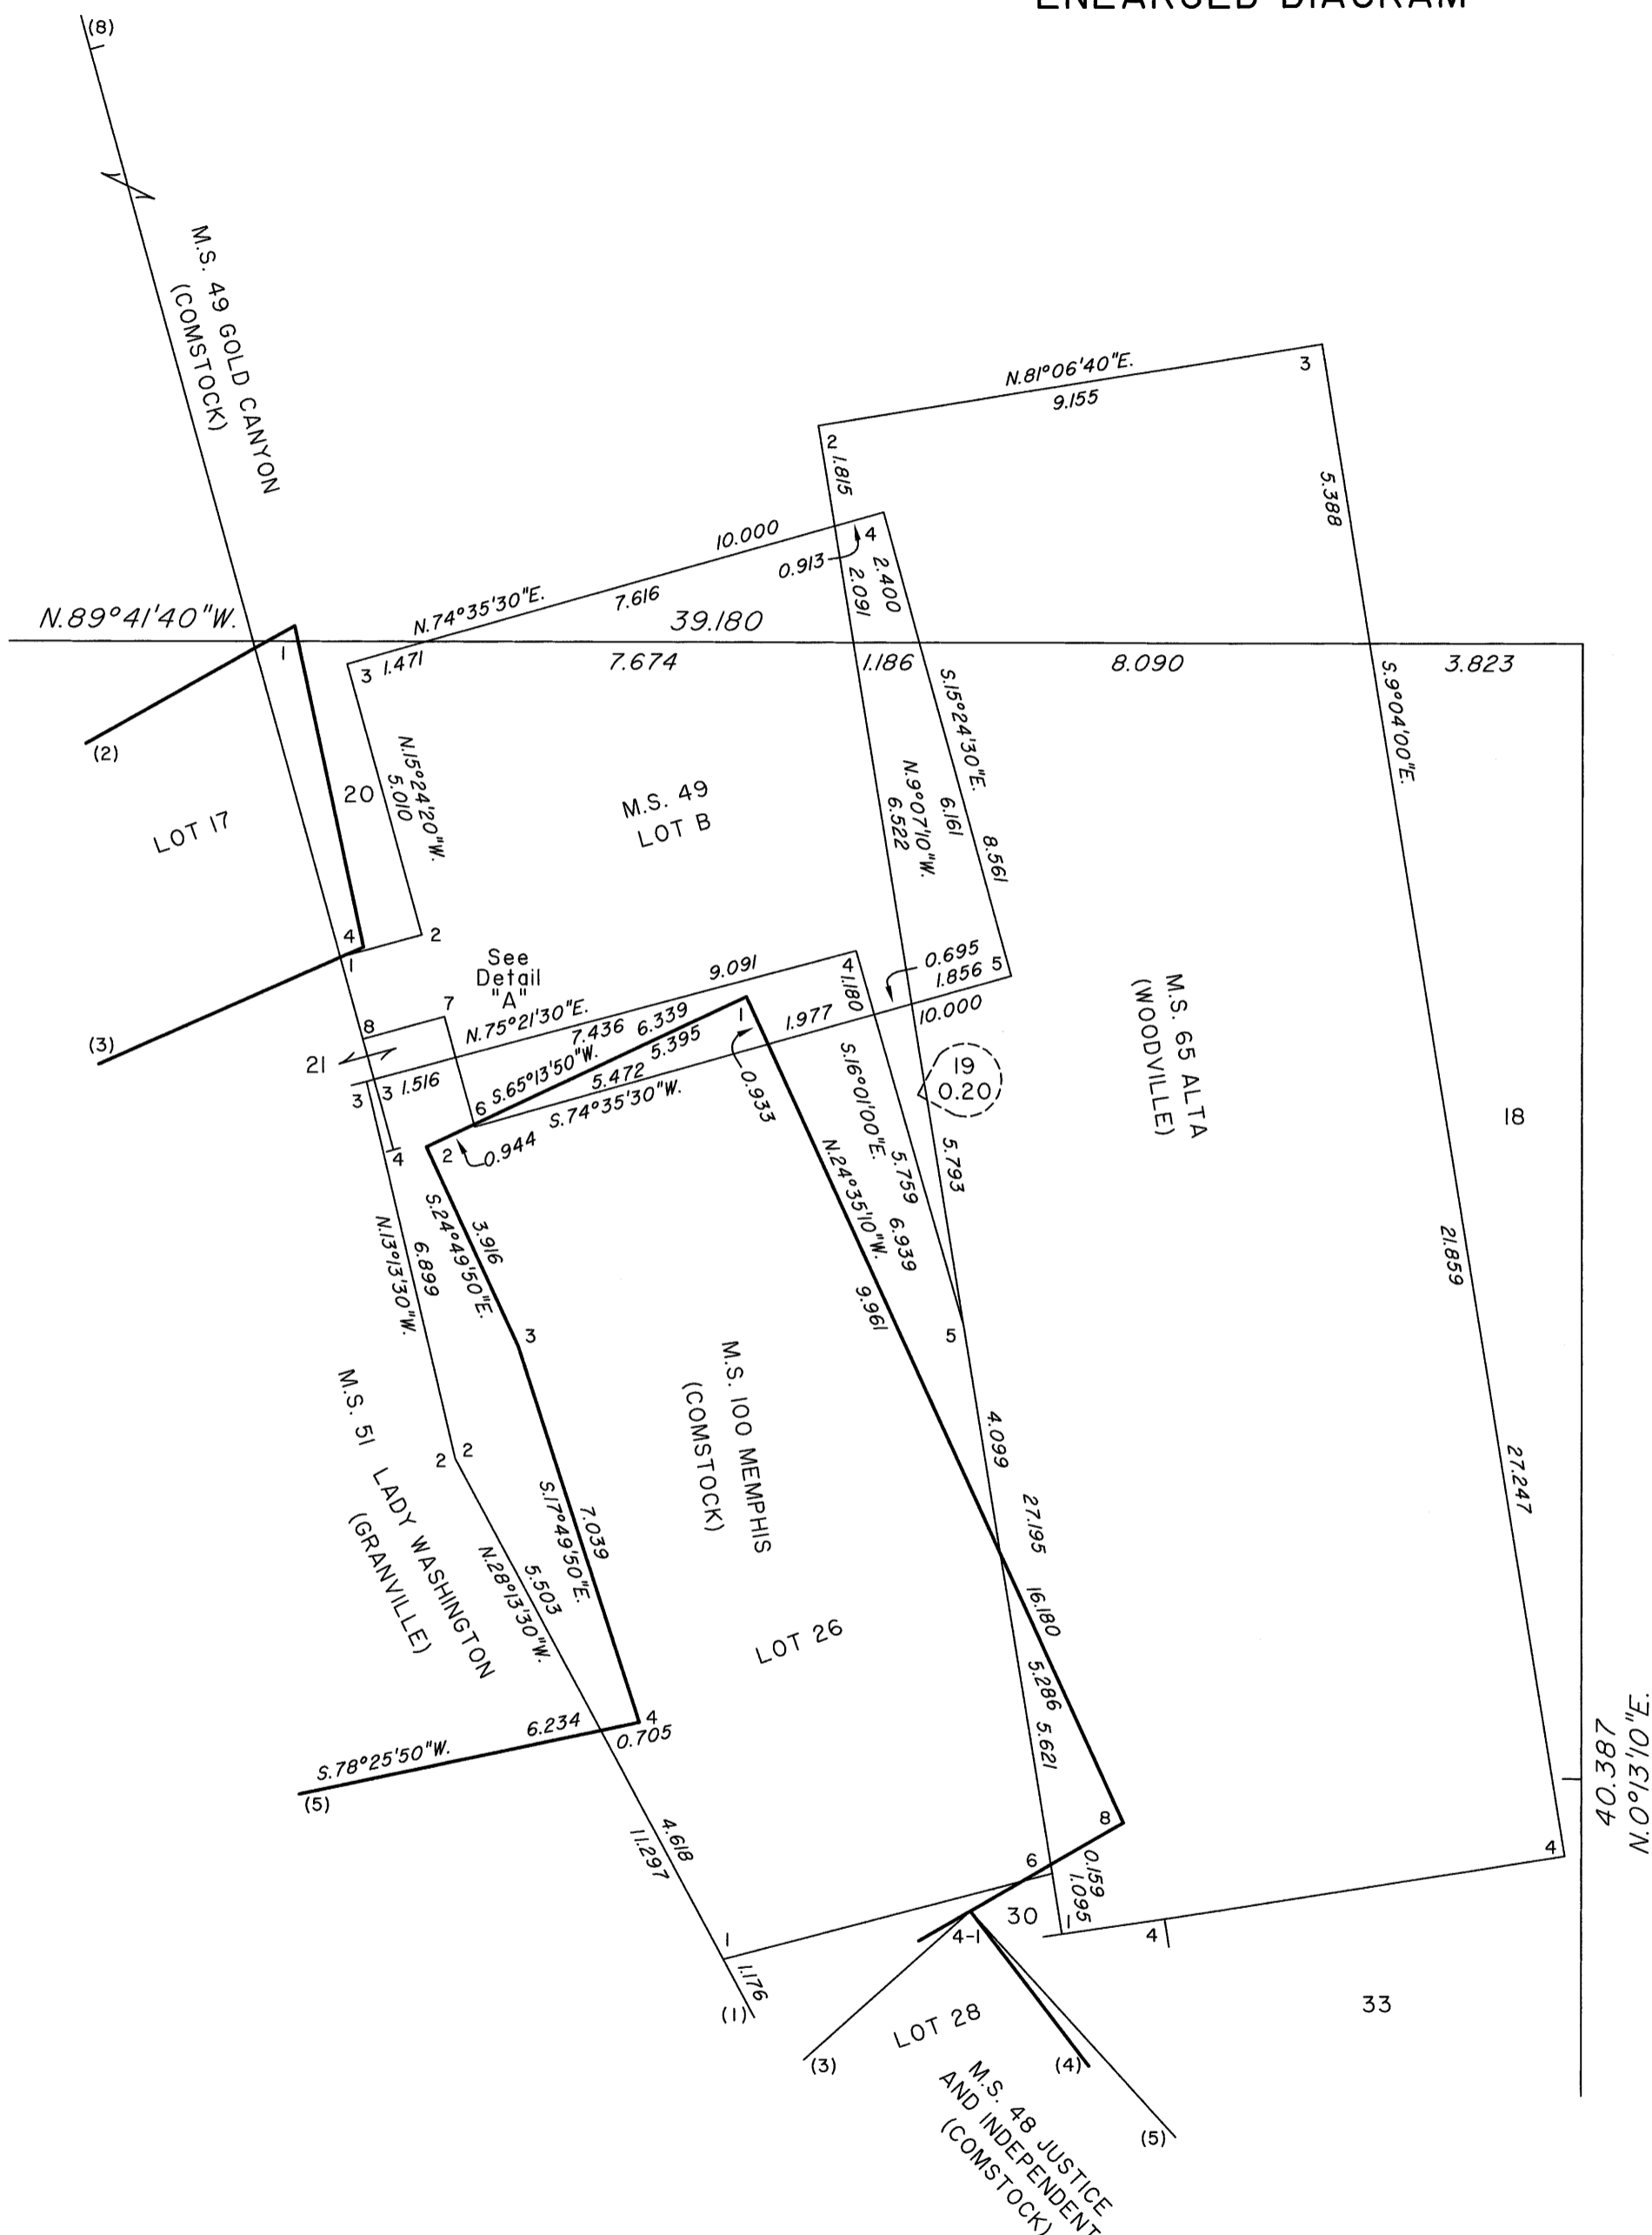 ENLARGED DIAGRAM
(8)
M.S. 49 GOLD CANYON
(COMSTOCK)
N.81°06'40"E.
9.155
3
2
1.815
5.388
10.000
4
0.913
2.400
2.091
N.74°35'30"E.
7.616
N.89°41'40"W.
39.180
1
3
1.471
7.674
1.186
8.090
3.823
(2)
S.15°24'30"E.
S.9°04'00"E.
N.15°24'20"W.
5.010
20
LOT 17
M.S. 49
LOT B
N.9°07'10"W.
6.522
6.161
8.561
4
1
2
See
Detail
"A"
9.091
4
0.695
1.856
5
10.000
1.180
M.S. 65 ALTA
(WOODVILLE)
(3)
8
7
N.75°21'30"E.
7.436
6.339
1
1.977
21
3
3
1.516
S.65°13'50"W.
5.395
5.472
S.74°35'30"W.
0.933
6
S.16°01'00"E.
19
0.20
18
4
2
0.944
N.24°35'10"W.
5.759
6.939
5.793
S.24°49'50"E.
3.916
N.13°13'30"W.
6.899
9.961
21.859
3
5
M.S. 51 LADY WASHINGTON
(GRANVILLE)
M.S. 100 MEMPHIS
(COMSTOCK)
2
2
4.099
27.195
27.247
S.17°49'50"E.
7.039
N.28°13'30"W.
5.503
16.180
LOT 26
5.286
5.621
6.234
4
0.705
S.78°25'50"W.
(5)
40.387
N.0°13'10"E.
4.618
11.297
8
6
0.159
1.095
4
1
1.176
(1)
30
4-1
1
4
33
LOT 28
(3)
(4)
(5)
M.S. 48 JUSTICE
AND INDEPENDENT
(COMSTOCK)